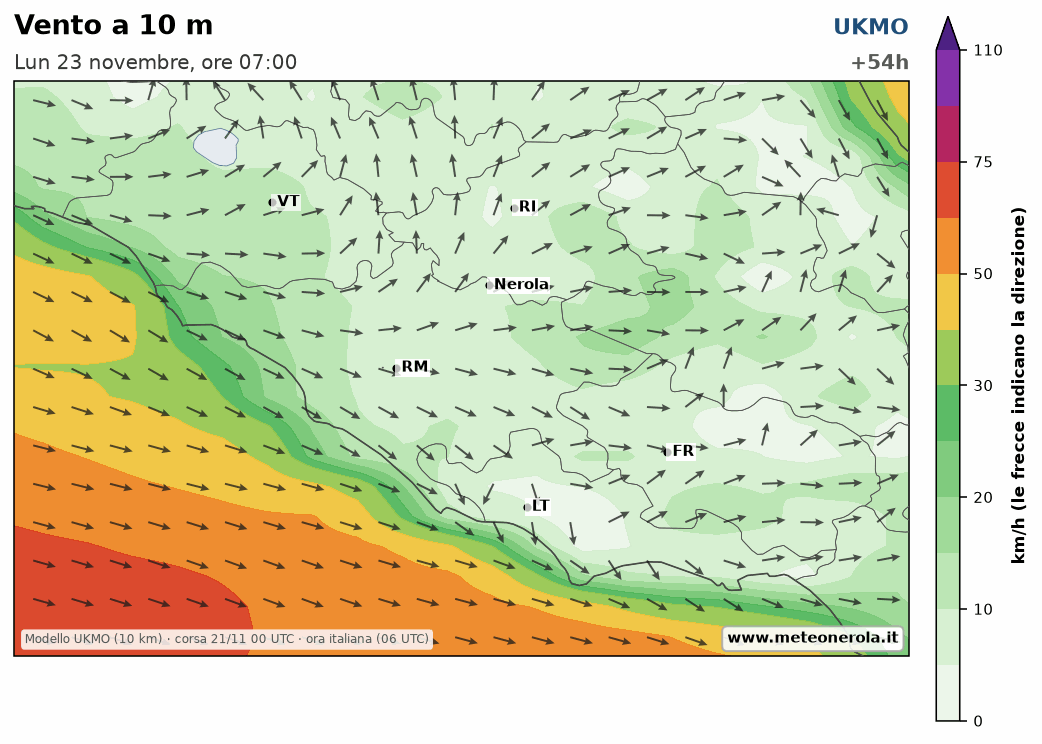 Vento a 10 m
UKMO
Lun 23 novembre, ore 07:00
+54h
VT
RI
Nerola
RM
FR
LT
Modello UKMO (10 km) · corsa 21/11 00 UTC · ora italiana (06 UTC)
www.meteonerola.it
110
75
50
30
20
10
0
km/h (le frecce indicano la direzione)